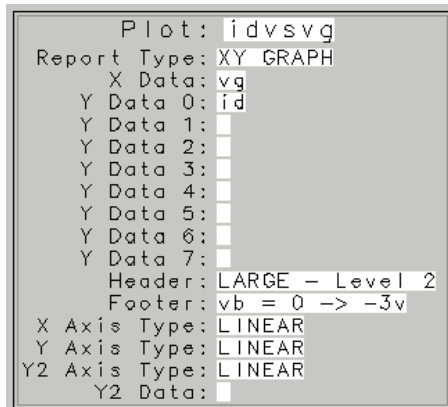 Plot: idvsvg
Report Type: XY GRAPH
X Data: vg
Y Data 0: id
Y Data 1:
Y Data 2:
Y Data 3:
Y Data 4:
Y Data 5:
Y Data 6:
Y Data 7:
Header: LARGE - Level 2
Footer: vb = 0 -> -3v
X Axis Type: LINEAR
Y Axis Type: LINEAR
Y2 Axis Type: LINEAR
Y2 Data: